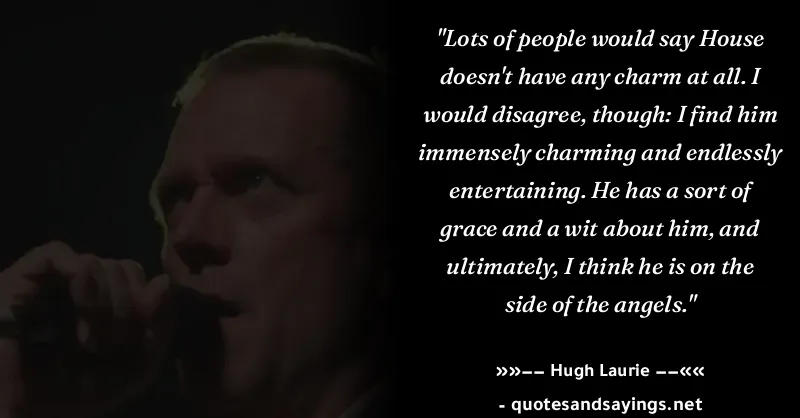 "Lots of people would say House
doesn't have any charm at all. I
would disagree, though: I find him
immensely charming and endlessly
entertaining. He has a sort of
grace and a wit about him, and
ultimately, I think he is on the
side of the angels."
»»−− Hugh Laurie −−««
- quotesandsayings.net